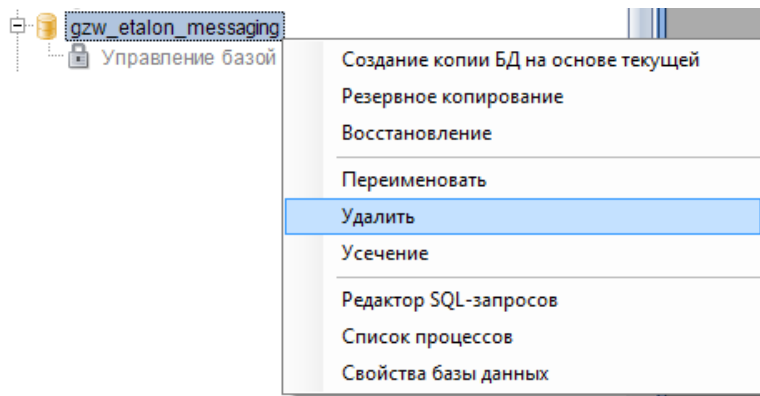 gzw_etalon_messaging
Управление базой
Создание копии БД на основе текущей
Резервное копирование
Восстановление
Переименовать
Удалить
Усечение
Редактор SQL-запросов
Список процессов
Свойства базы данных